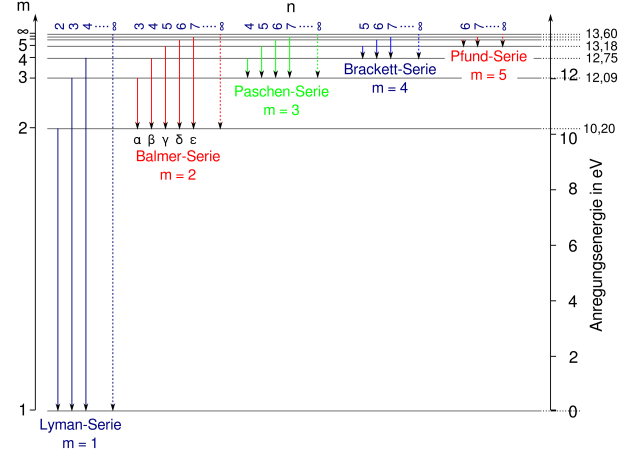 m
n
2 3 4 ····· ∞
3 4 5 6 7 ····· ∞
4 5 6 7 ····· ∞
5 6 7 ····· ∞
6 7 ····· ∞
∞
5
4
3
2
1
13,60
13,18
12,75
12,09
10,20
12
10
8
6
4
2
0
Anregungsenergie in eV
Pfund-Serie
m = 5
Brackett-Serie
m = 4
Paschen-Serie
m = 3
α β γ δ ε
Balmer-Serie
m = 2
Lyman-Serie
m = 1